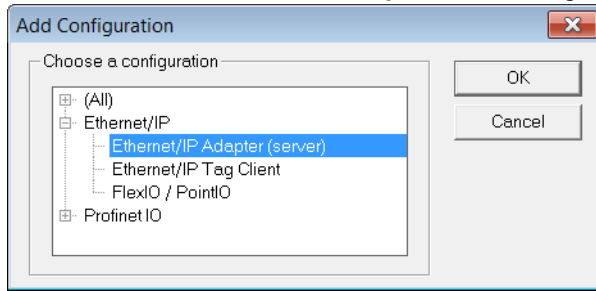 Add Configuration
Choose a configuration
OK
Cancel
(All)
Ethernet/IP
Ethernet/IP Adapter (server)
Ethernet/IP Tag Client
FlexIO / PointIO
Profinet IO